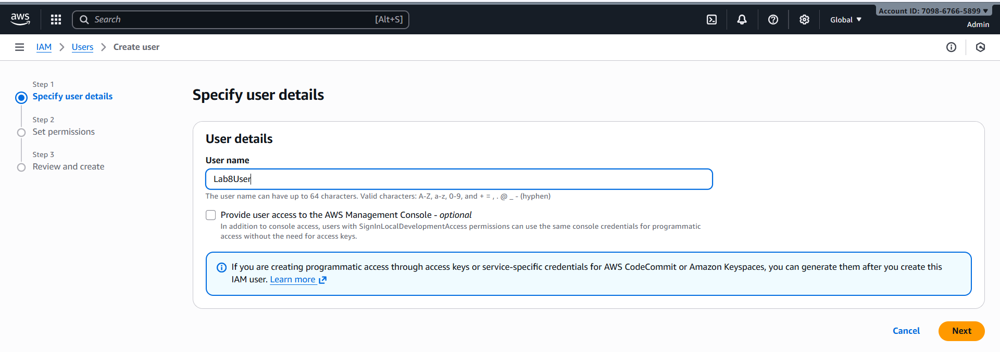 aws
Search
[Alt+S]
Global
Account ID: 7098-6766-5899
Admin
IAM
Users
Create user
Step 1
Specify user details
Step 2
Set permissions
Step 3
Review and create
Specify user details
User details
User name
Lab8User
The user name can have up to 64 characters. Valid characters: A-Z, a-z, 0-9, and + = , . @ _ - (hyphen)
Provide user access to the AWS Management Console - optional
In addition to console access, users with SignInLocalDevelopmentAccess permissions can use the same console credentials for programmatic
access without the need for access keys.
If you are creating programmatic access through access keys or service-specific credentials for AWS CodeCommit or Amazon Keyspaces, you can generate them after you create this
IAM user. Learn more
Cancel
Next